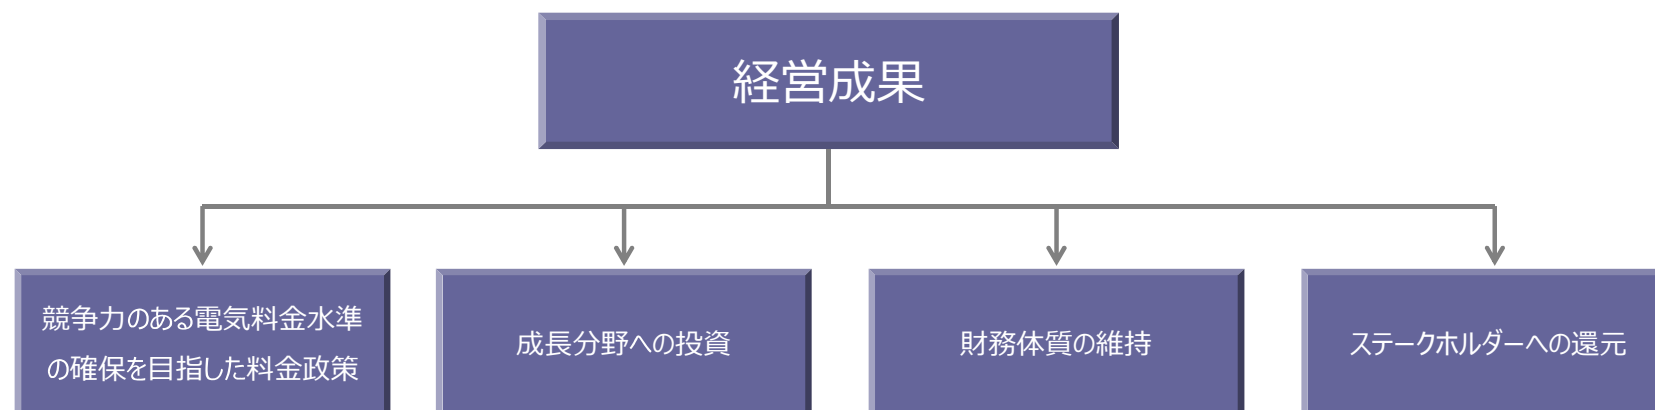 経営成果
競争力のある電気料金水準
の確保を目指した料金政策
成長分野への投資
財務体質の維持
ステークホルダーへの還元